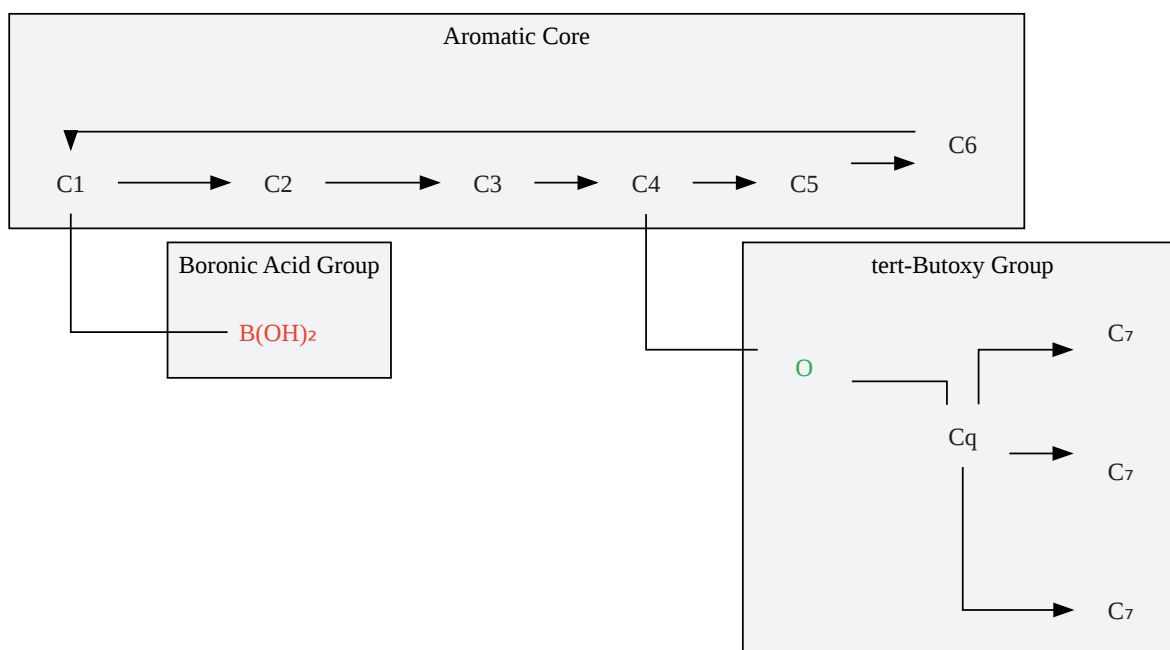 Aromatic Core
C6
C1
C2
C3
C4
C5
Boronic Acid Group
B(OH)₂
tert-Butoxy Group
C₇
O
Cq
C₇
C₇